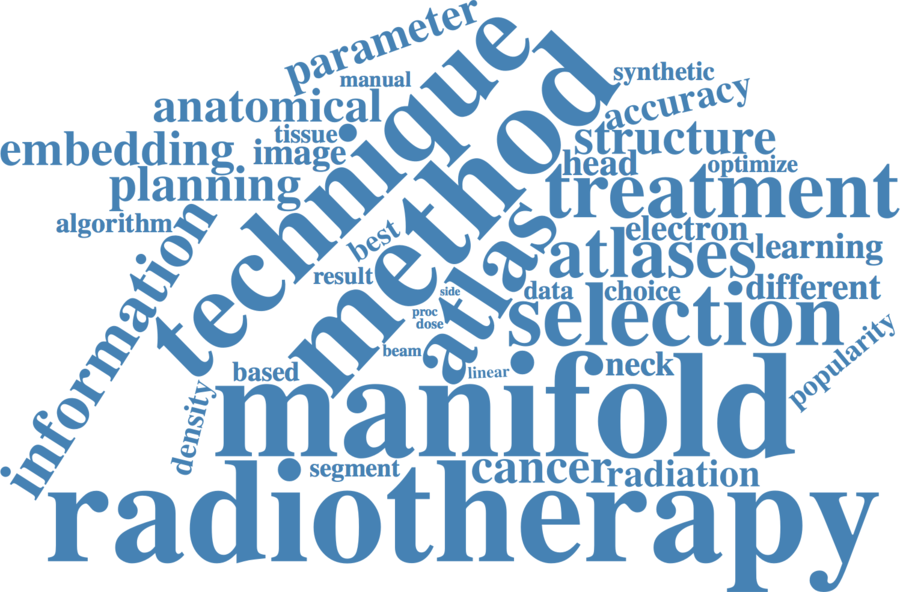 parameter
manual
technique
method
synthetic
accuracy
anatomical
tissue
structure
embedding
image
head
optimize
planning
treatment
algorithm
electron
best
atlases
learning
information
result
atlas
side
data
choice
different
proc
dose
selection
beam
popularity
based
linear
neck
density
manifold
segment
cancer
radiation
radiotherapy